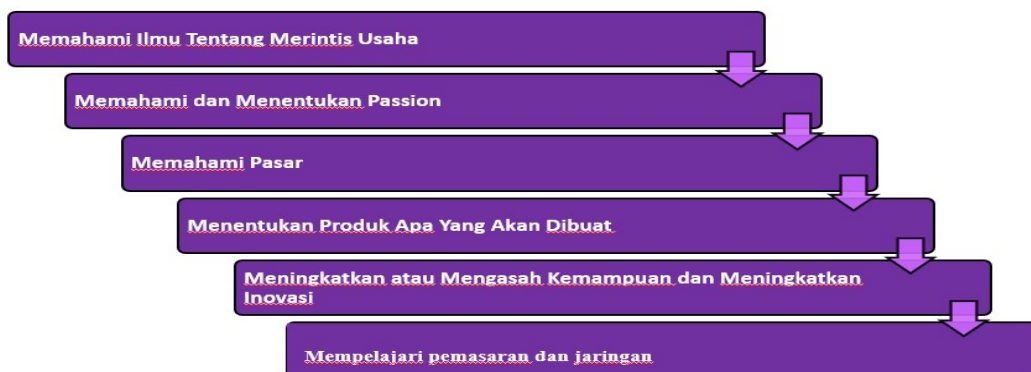 Memahami Ilmu Tentang Merintis Usaha
Memahami dan Menentukan Passion
Memahami Pasar
Menentukan Produk Apa Yang Akan Dibuat
Meningkatkan atau Mengasah Kemampuan dan Meningkatkan
Inovasi
Mempelajari pemasaran dan jaringan